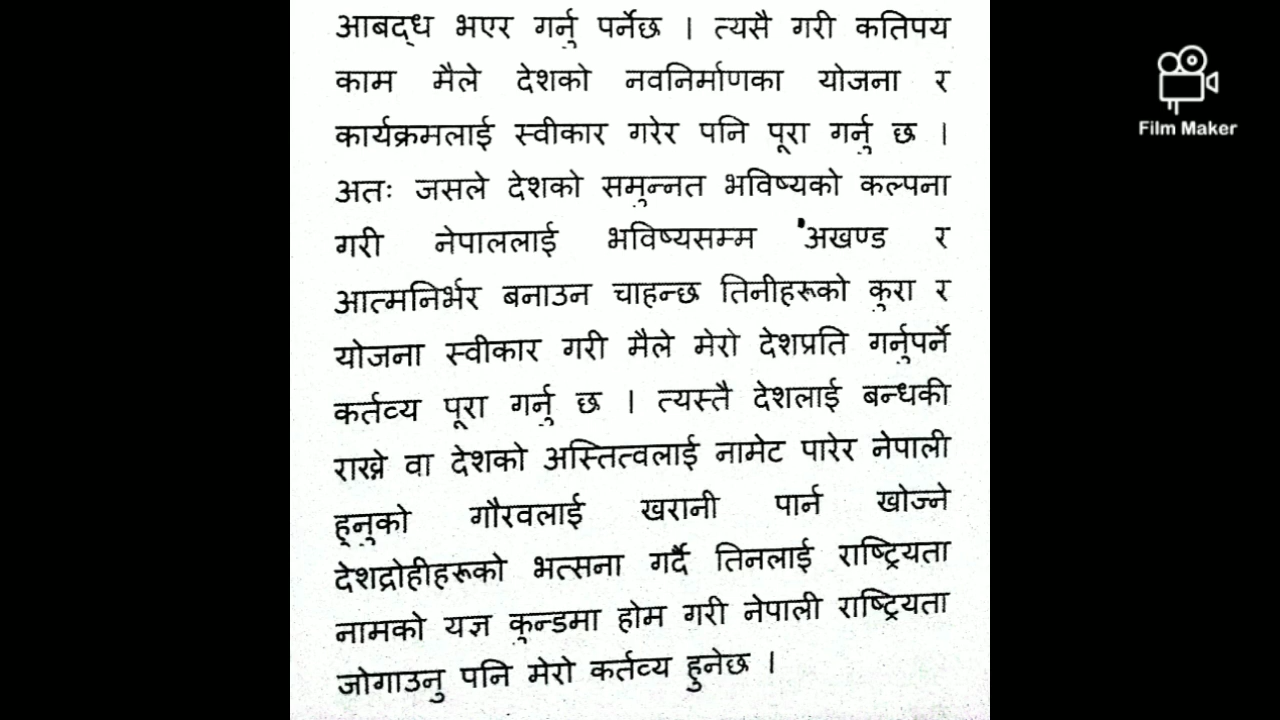 आबद्ध भएर गर्नु पर्नेछ । त्यसै गरी कतिपय
काम मैले देशको नवनिर्माणका योजना र
कार्यक्रमलाई स्वीकार गरेर पनि पूरा गर्नु छ ।
अतः जसले देशको समुन्नत भविष्यको कल्पना
गरी नेपाललाई भविष्यसम्म अखण्ड र
आत्मनिर्भर बनाउन चाहन्छ तिनीहरूको कुरा र
योजना स्वीकार गरी मैले मेरो देशप्रति गर्नुपर्ने
कर्तव्य पूरा गर्नु छ । त्यस्तै देशलाई बन्धकी
राख्ने वा देशको अस्तित्वलाई नामेट पारेर नेपाली
हुनुको गौरवलाई खरानी पार्न खोज्ने
देशद्रोहीहरूको भत्सना गर्दै तिनलाई राष्ट्रियता
नामको यज्ञ कुन्डमा होम गरी नेपाली राष्ट्रियता
जोगाउनु पनि मेरो कर्तव्य हुनेछ ।
Film Maker